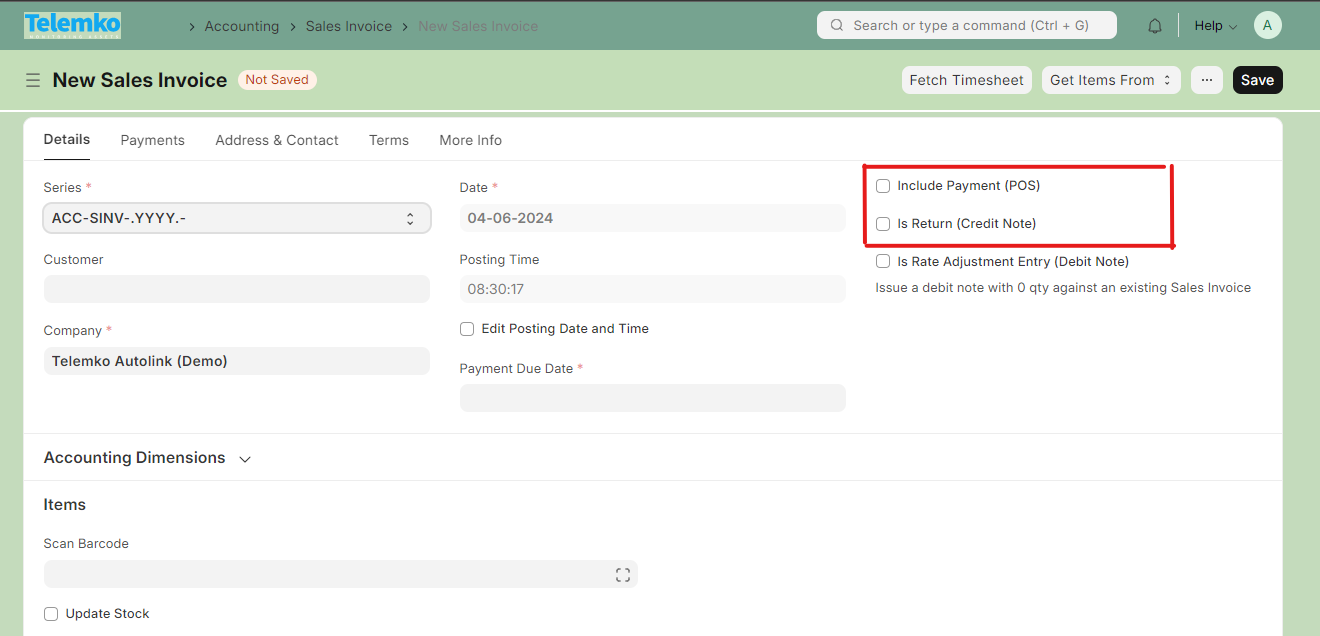 Telemko
Accounting > Sales Invoice > New Sales Invoice
Search or type a command (Ctrl + G)
Help
A
New Sales Invoice
Not Saved
Fetch Timesheet
Get Items From
...
Save
Details
Payments
Address & Contact
Terms
More Info
Series *
ACC-SINV-.YYYY.-
Customer
Company *
Telemko Autolink (Demo)
Date *
04-06-2024
Posting Time
08:30:17
Edit Posting Date and Time
Payment Due Date *
Include Payment (POS)
Is Return (Credit Note)
Is Rate Adjustment Entry (Debit Note)
Issue a debit note with 0 qty against an existing Sales Invoice
Accounting Dimensions
Items
Scan Barcode
Update Stock